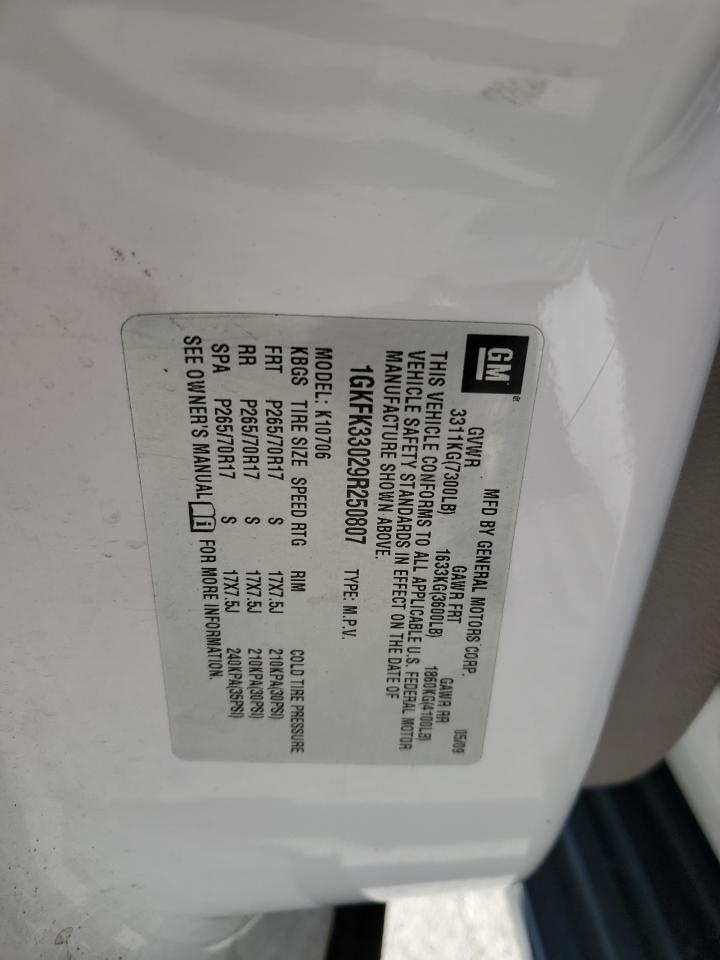 GM
MFD BY GENERAL MOTORS CORP. 05/09
GVWR GAWR FRT GAWR RR
3311KG(7300LB) 1633KG(3600LB) 1860KG(4100LB)
THIS VEHICLE CONFORMS TO ALL APPLICABLE U.S. FEDERAL MOTOR
VEHICLE SAFETY STANDARDS IN EFFECT ON THE DATE OF
MANUFACTURE SHOWN ABOVE.
1GKFK33029R250807 TYPE: M.P.V.
MODEL: K10706
KBGS TIRE SIZE SPEED RTG RIM COLD TIRE PRESSURE
FRT P265/70R17 S 17X7.5J 210KPA(30PSI)
RR P265/70R17 S 17X7.5J 210KPA(30PSI)
SPA P265/70R17 S 17X7.5J 240KPA(35PSI)
SEE OWNER'S MANUAL i FOR MORE INFORMATION.